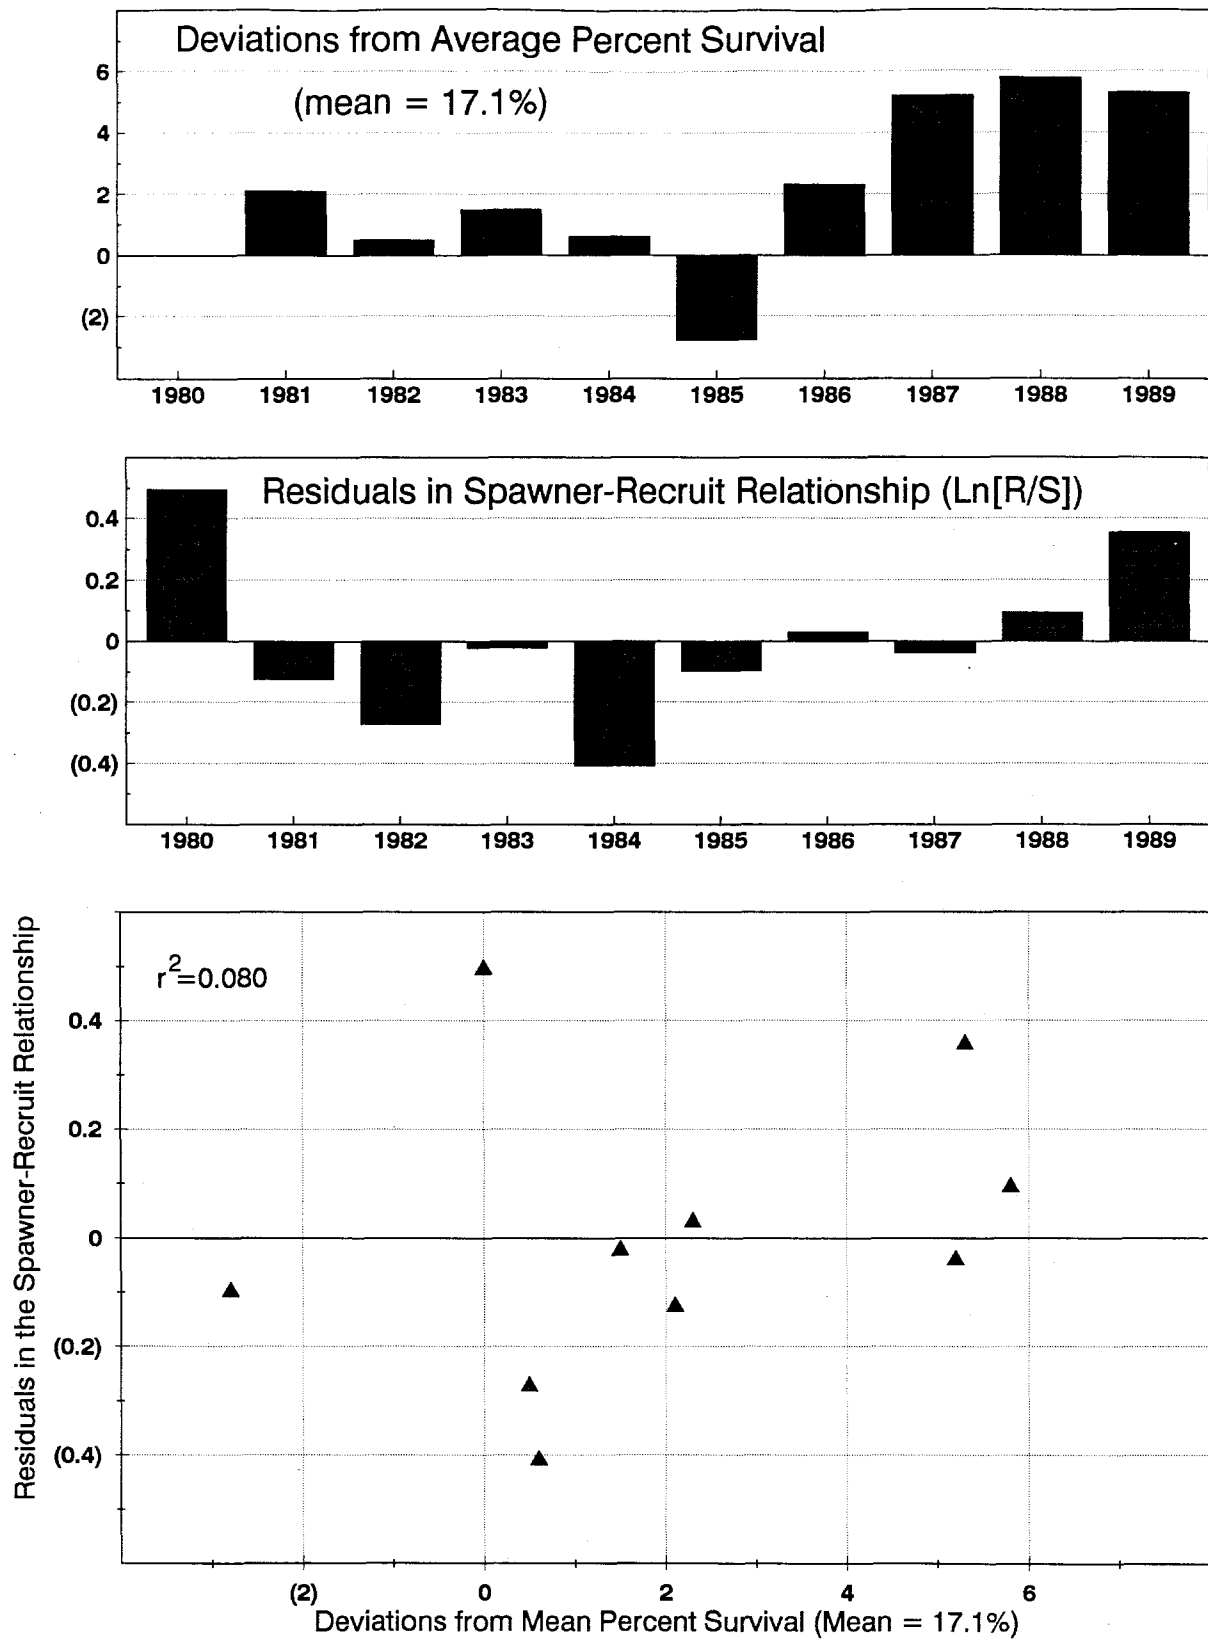 Deviations from Average Percent Survival
(mean = 17.1%)
6
4
2
0
(2)
1980 1981 1982 1983 1984 1985 1986 1987 1988 1989
Residuals in Spawner-Recruit Relationship (Ln[R/S])
0.4
0.2
0
(0.2)
(0.4)
1980 1981 1982 1983 1984 1985 1986 1987 1988 1989
Residuals in the Spawner-Recruit Relationship
r²=0.080
0.4
0.2
0
(0.2)
(0.4)
(2) 0 2 4 6
Deviations from Mean Percent Survival (Mean = 17.1%)